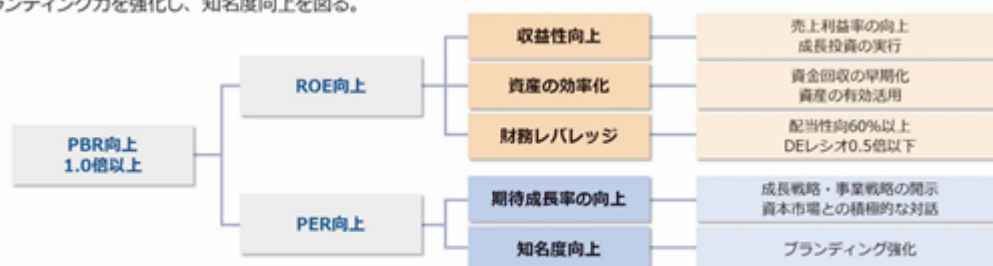 ランディング力を強化し、知名度向上を図る。
PBR向上
1.0倍以上
ROE向上
収益性向上
売上利益率の向上
成長投資の実行
資産の効率化
資金回収の早期化
資産の有効活用
財務レバレッジ
配当性向60%以上
DEレシオ0.5倍以下
PER向上
期待成長率の向上
成長戦略・事業戦略の開示
資本市場との積極的な対話
知名度向上
ブランディング強化